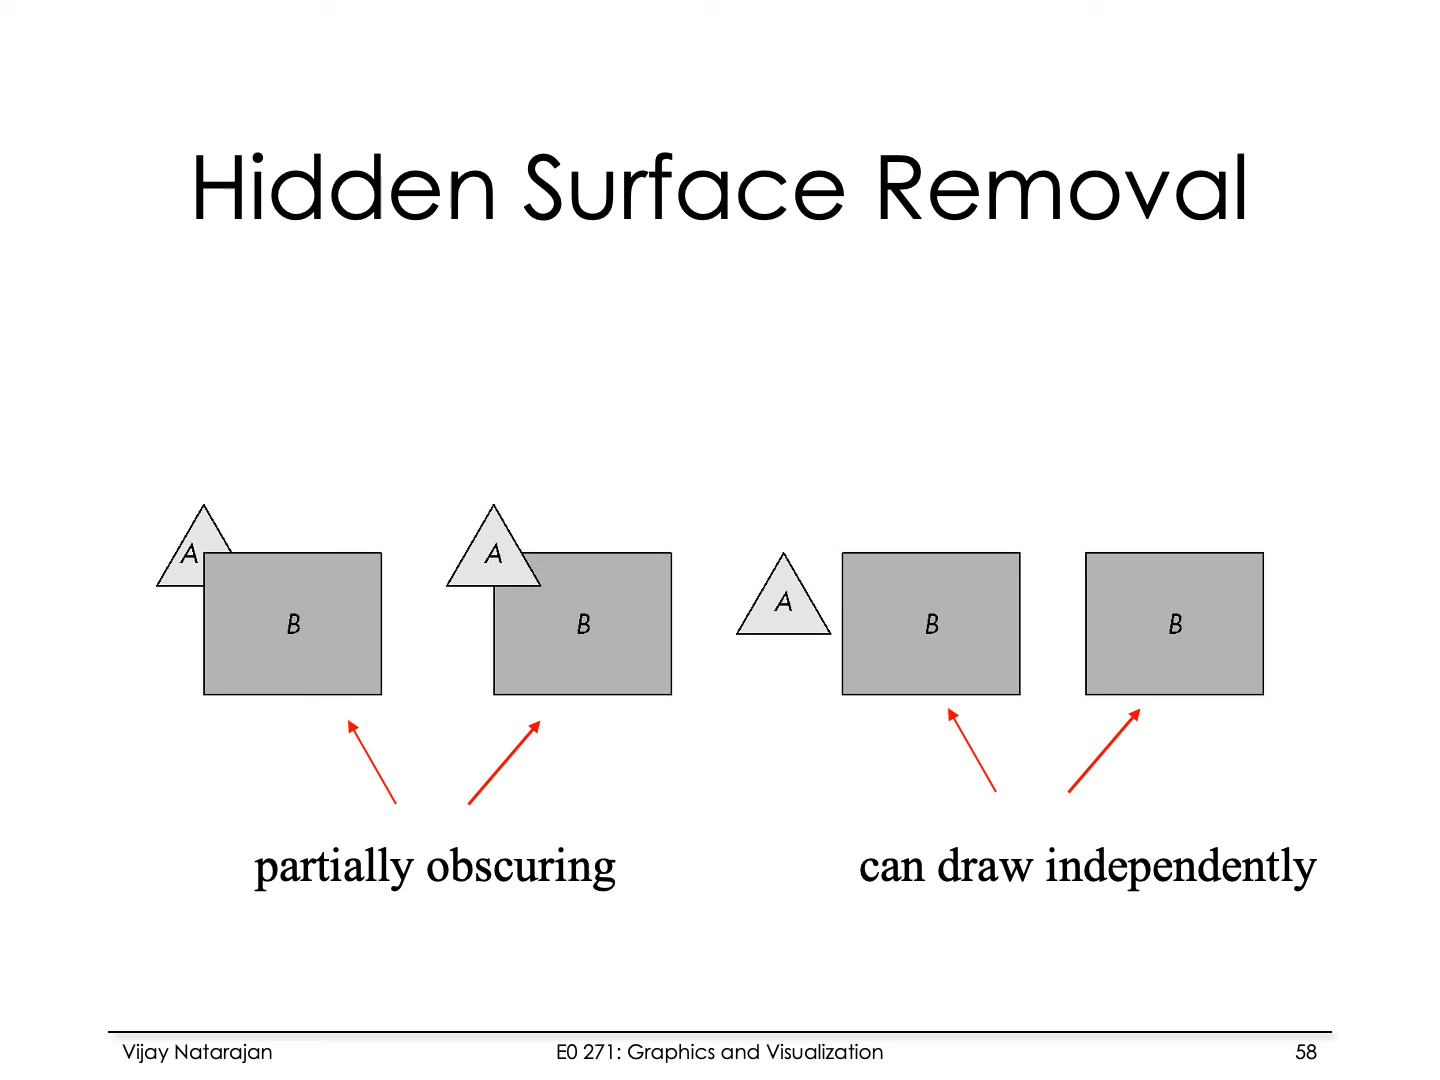 Hidden Surface Removal
A
B
A
B
A
B
B
partially obscuring
can draw independently
Vijay Natarajan
E0 271: Graphics and Visualization
58